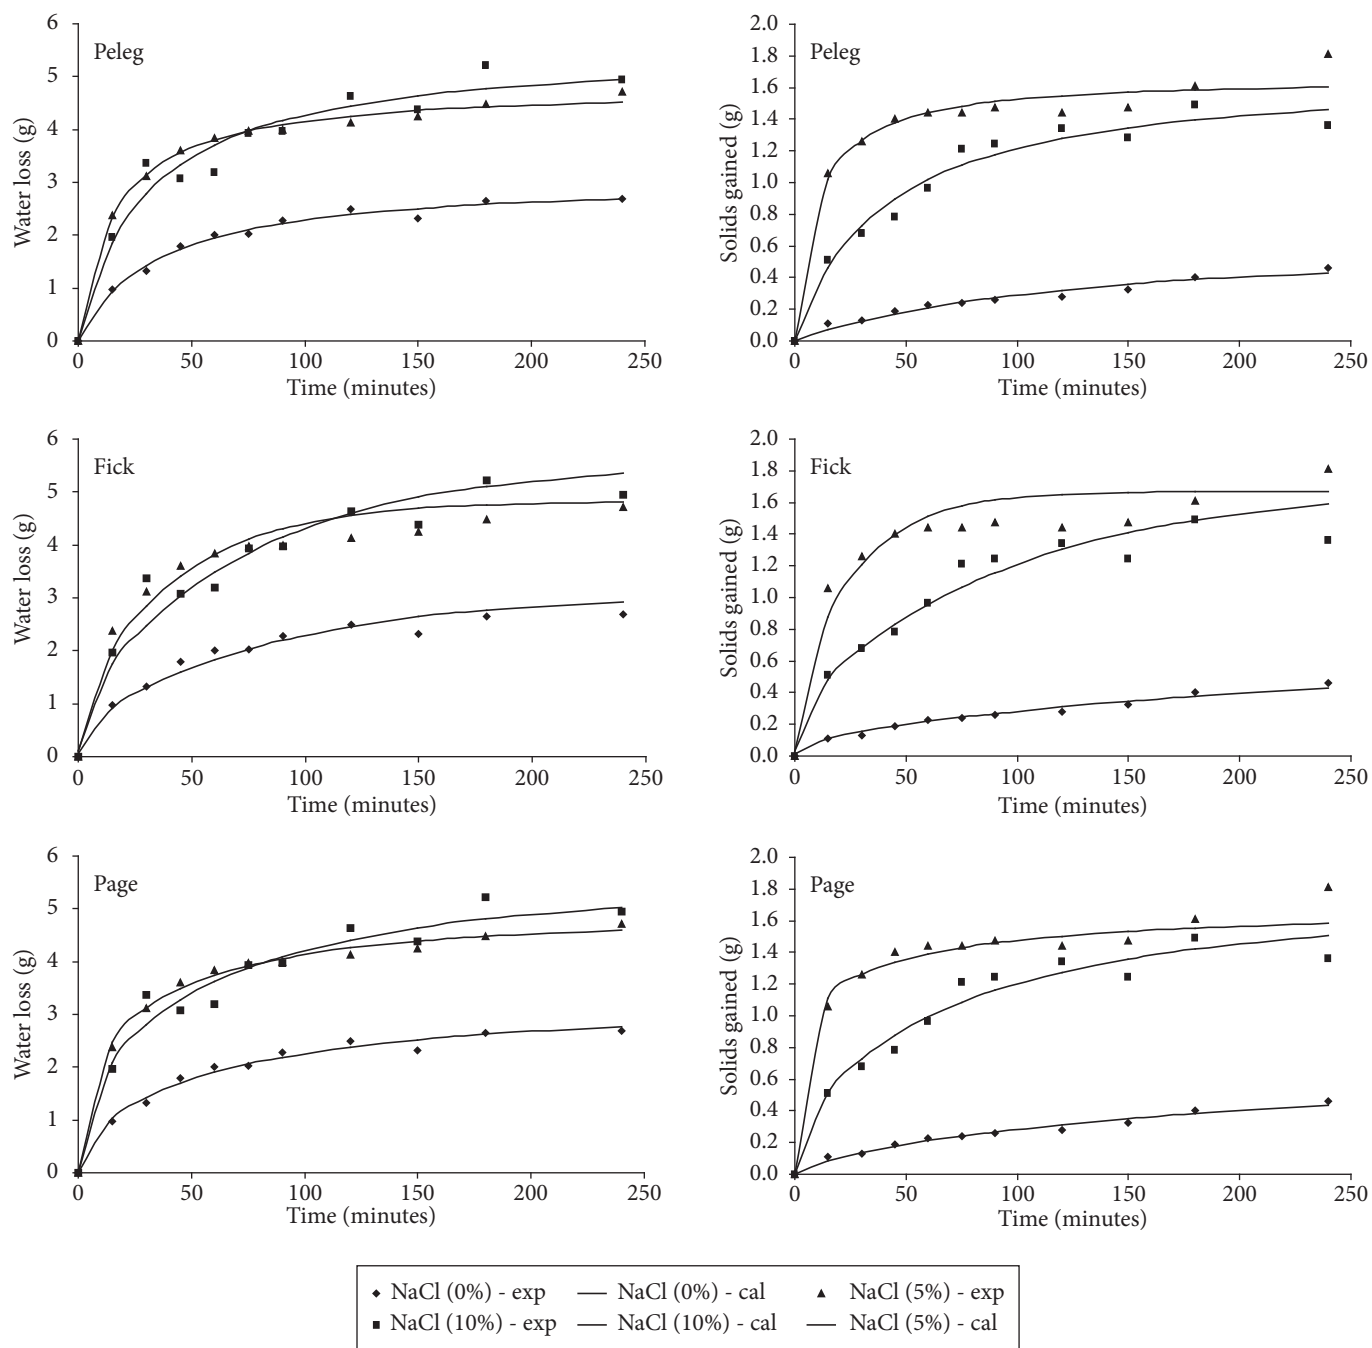 Peleg
Water loss (g)
6
5
4
3
2
1
0
0 50 100 150 200 250
Time (minutes)
Peleg
Solids gained (g)
2.0
1.8
1.6
1.4
1.2
1.0
0.8
0.6
0.4
0.2
0.0
0 50 100 150 200 250
Time (minutes)
Fick
Water loss (g)
6
5
4
3
2
1
0
0 50 100 150 200 250
Time (minutes)
Fick
Solids gained (g)
2.0
1.8
1.6
1.4
1.2
1.0
0.8
0.6
0.4
0.2
0.0
0 50 100 150 200 250
Time (minutes)
Page
Water loss (g)
6
5
4
3
2
1
0
0 50 100 150 200 250
Time (minutes)
Page
Solids gained (g)
2.0
1.8
1.6
1.4
1.2
1.0
0.8
0.6
0.4
0.2
0.0
0 50 100 150 200 250
Time (minutes)
NaCl (0%) - exp NaCl (0%) - cal NaCl (5%) - exp
NaCl (10%) - exp NaCl (10%) - cal NaCl (5%) - cal